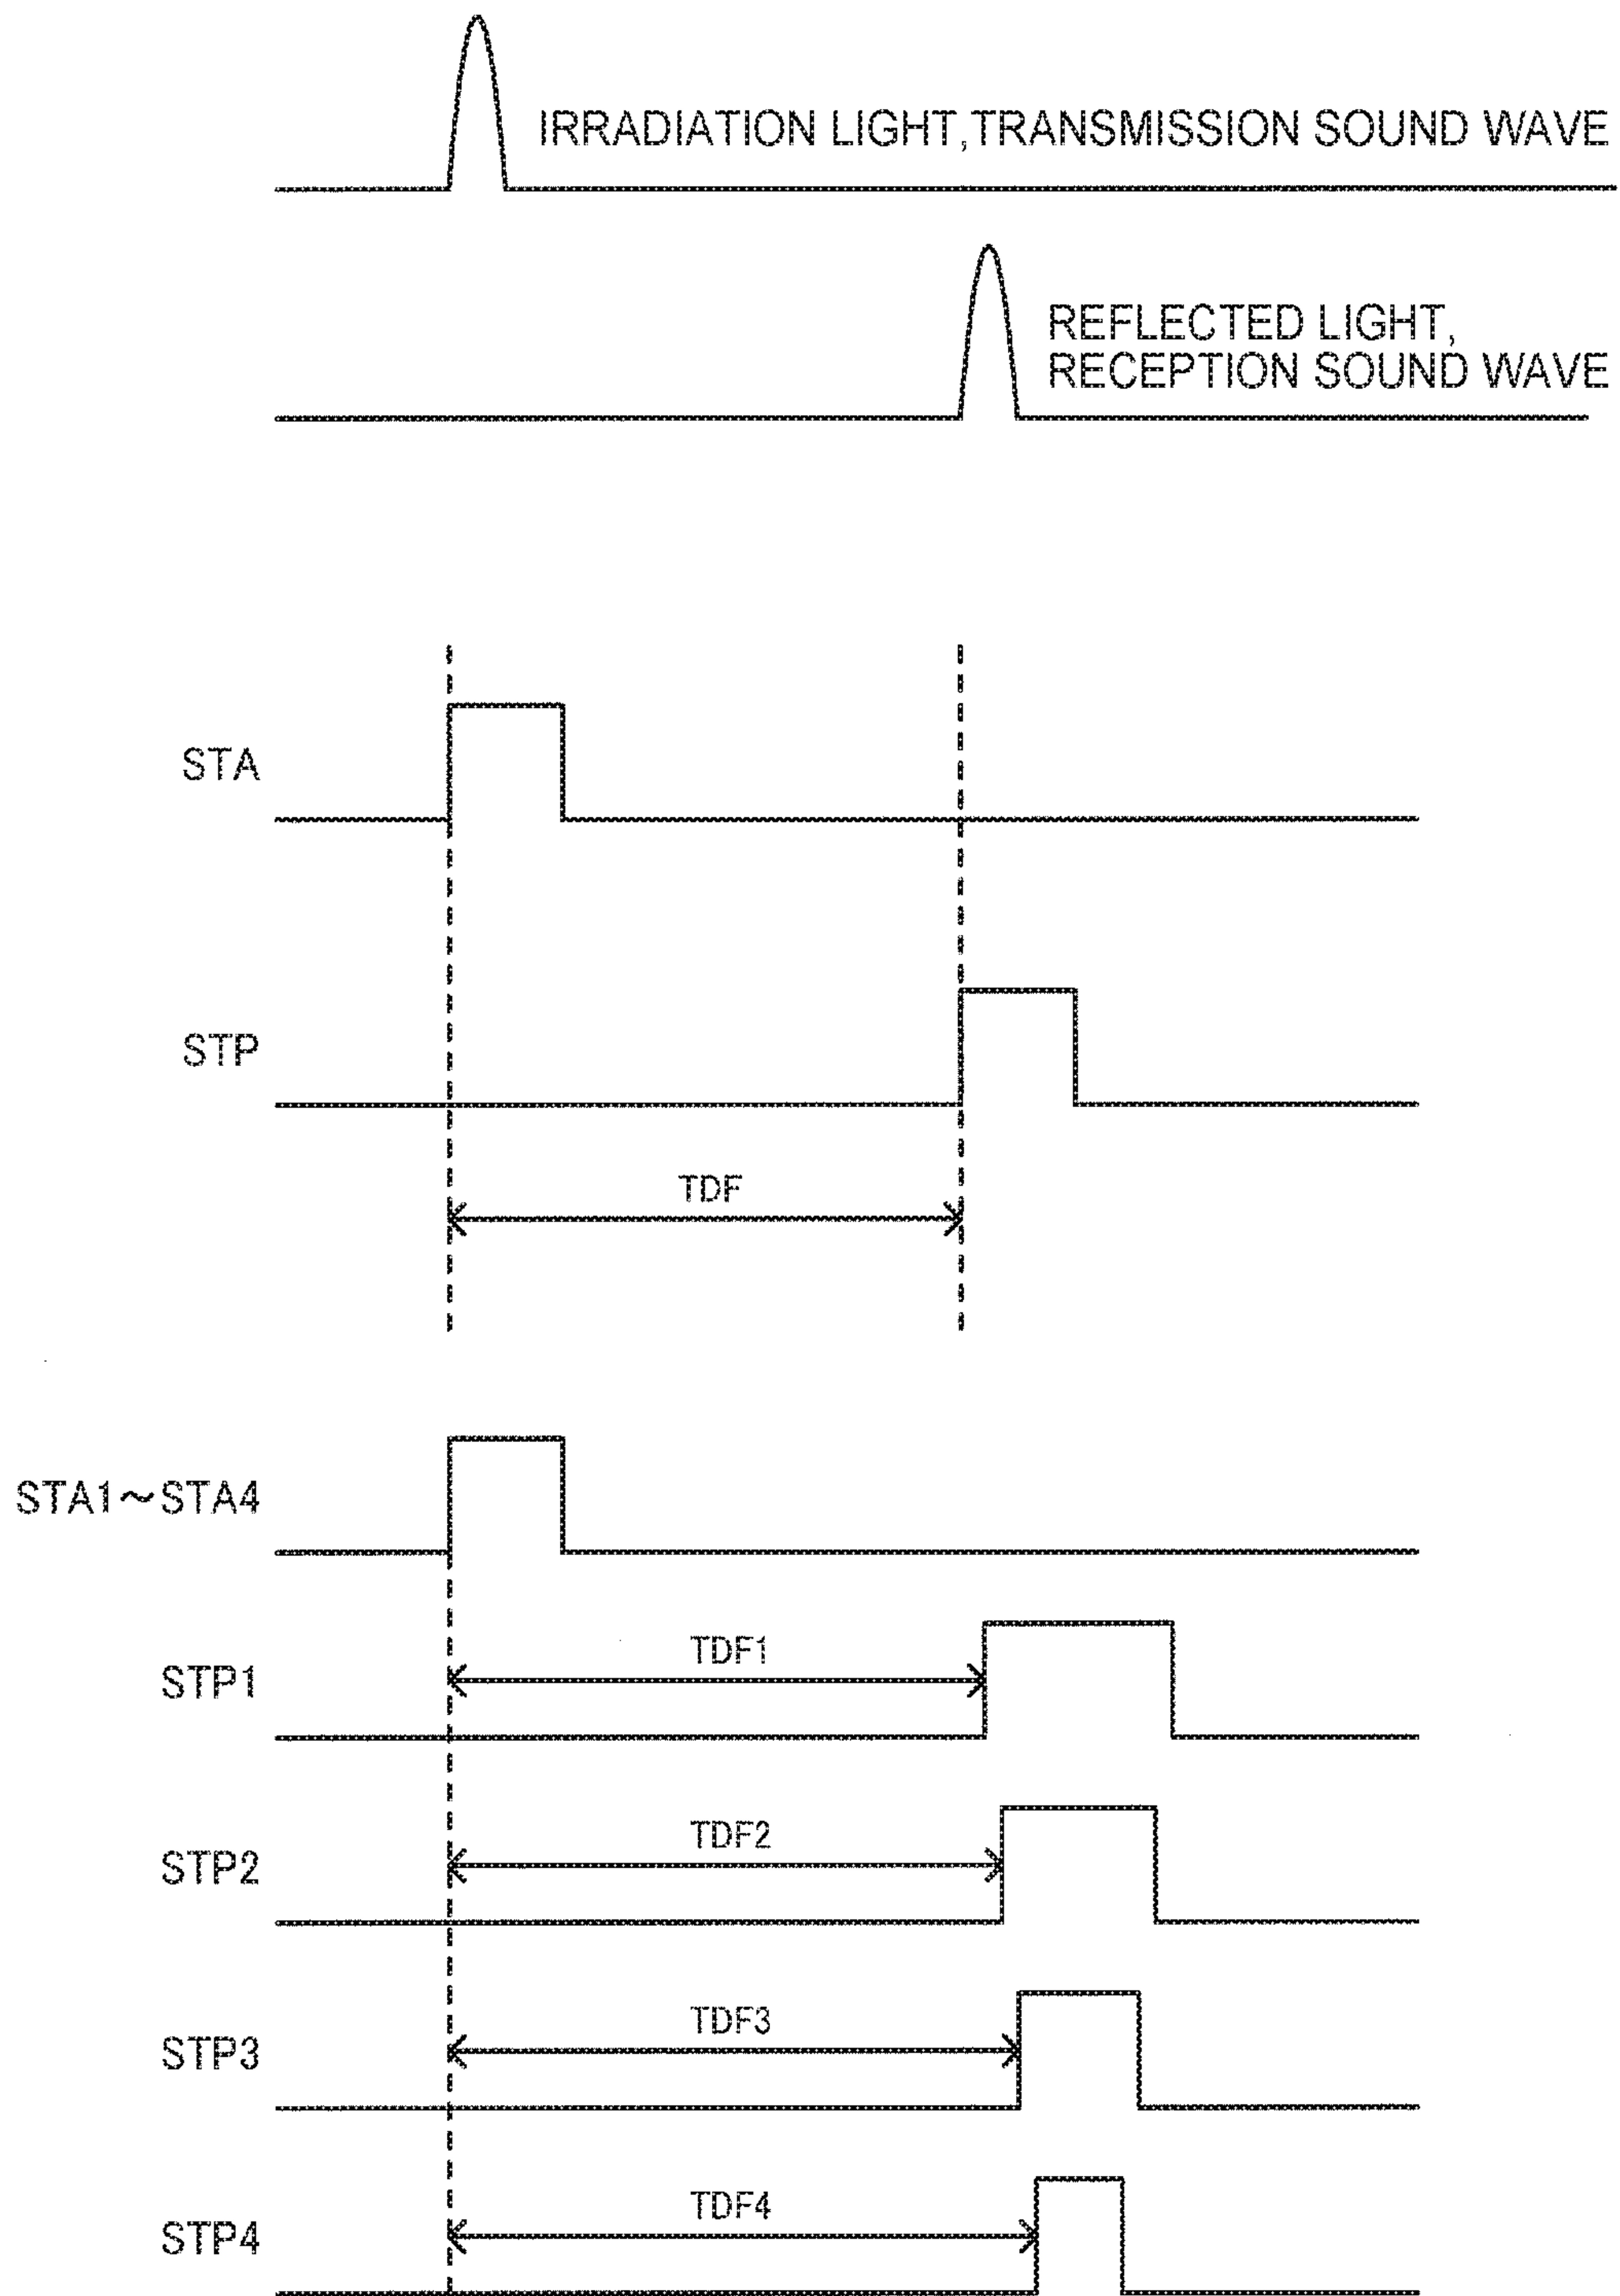 IRRADIATION LIGHT,TRANSMISSION SOUND WAVE
REFLECTED LIGHT,
RECEPTION SOUND WAVE
STA
STP
TDF
STA1~STA4
TDF1
STP1
TDF2
STP2
TDF3
STP3
TDF4
STP4